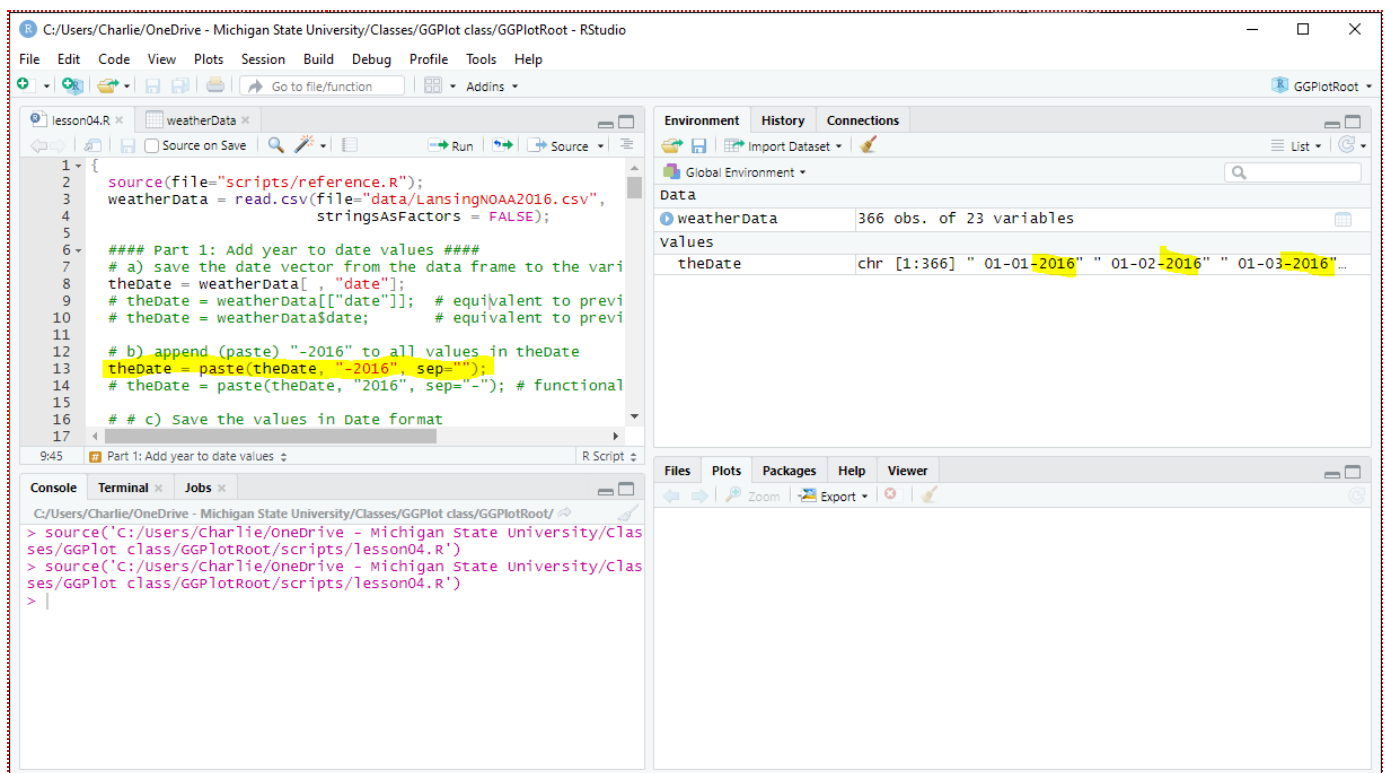 C:/Users/Charlie/OneDrive - Michigan State University/Classes/GGPlot class/GGPlotRoot - RStudio
File Edit Code View Plots Session Build Debug Profile Tools Help
Go to file/function Addins GGPlotRoot
lesson04.R weatherData
Source on Save Run Source
1 {
2 source(file="scripts/reference.R");
3 weatherData = read.csv(file="data/LansingNOAA2016.csv",
4 stringsAsFactors = FALSE);
5
6 #### Part 1: Add year to date values ####
7 # a) save the date vector from the data frame to the vari
8 theDate = weatherData[ , "date"];
9 # theDate = weatherData[["date"]]; # equivalent to previ
10 # theDate = weatherData$date; # equivalent to previ
11
12 # b) append (paste) "-2016" to all values in theDate
13 theDate = paste(theDate, "-2016", sep="");
14 # theDate = paste(theDate, "2016", sep="-"); # functional
15
16 # # c) Save the values in Date format
17
9:45 Part 1: Add year to date values R Script
Console Terminal Jobs
C:/Users/Charlie/OneDrive - Michigan State University/Classes/GGPlot class/GGPlotRoot/
> source('C:/Users/Charlie/OneDrive - Michigan State University/Clas
ses/GGPlot class/GGPlotRoot/scripts/lesson04.R')
> source('C:/Users/Charlie/OneDrive - Michigan State University/Clas
ses/GGPlot class/GGPlotRoot/scripts/lesson04.R')
>
Environment History Connections
Import Dataset List
Global Environment
Data
weatherData 366 obs. of 23 variables
Values
theDate chr [1:366] " 01-01-2016" " 01-02-2016" " 01-03-2016"…
Files Plots Packages Help Viewer
Zoom Export